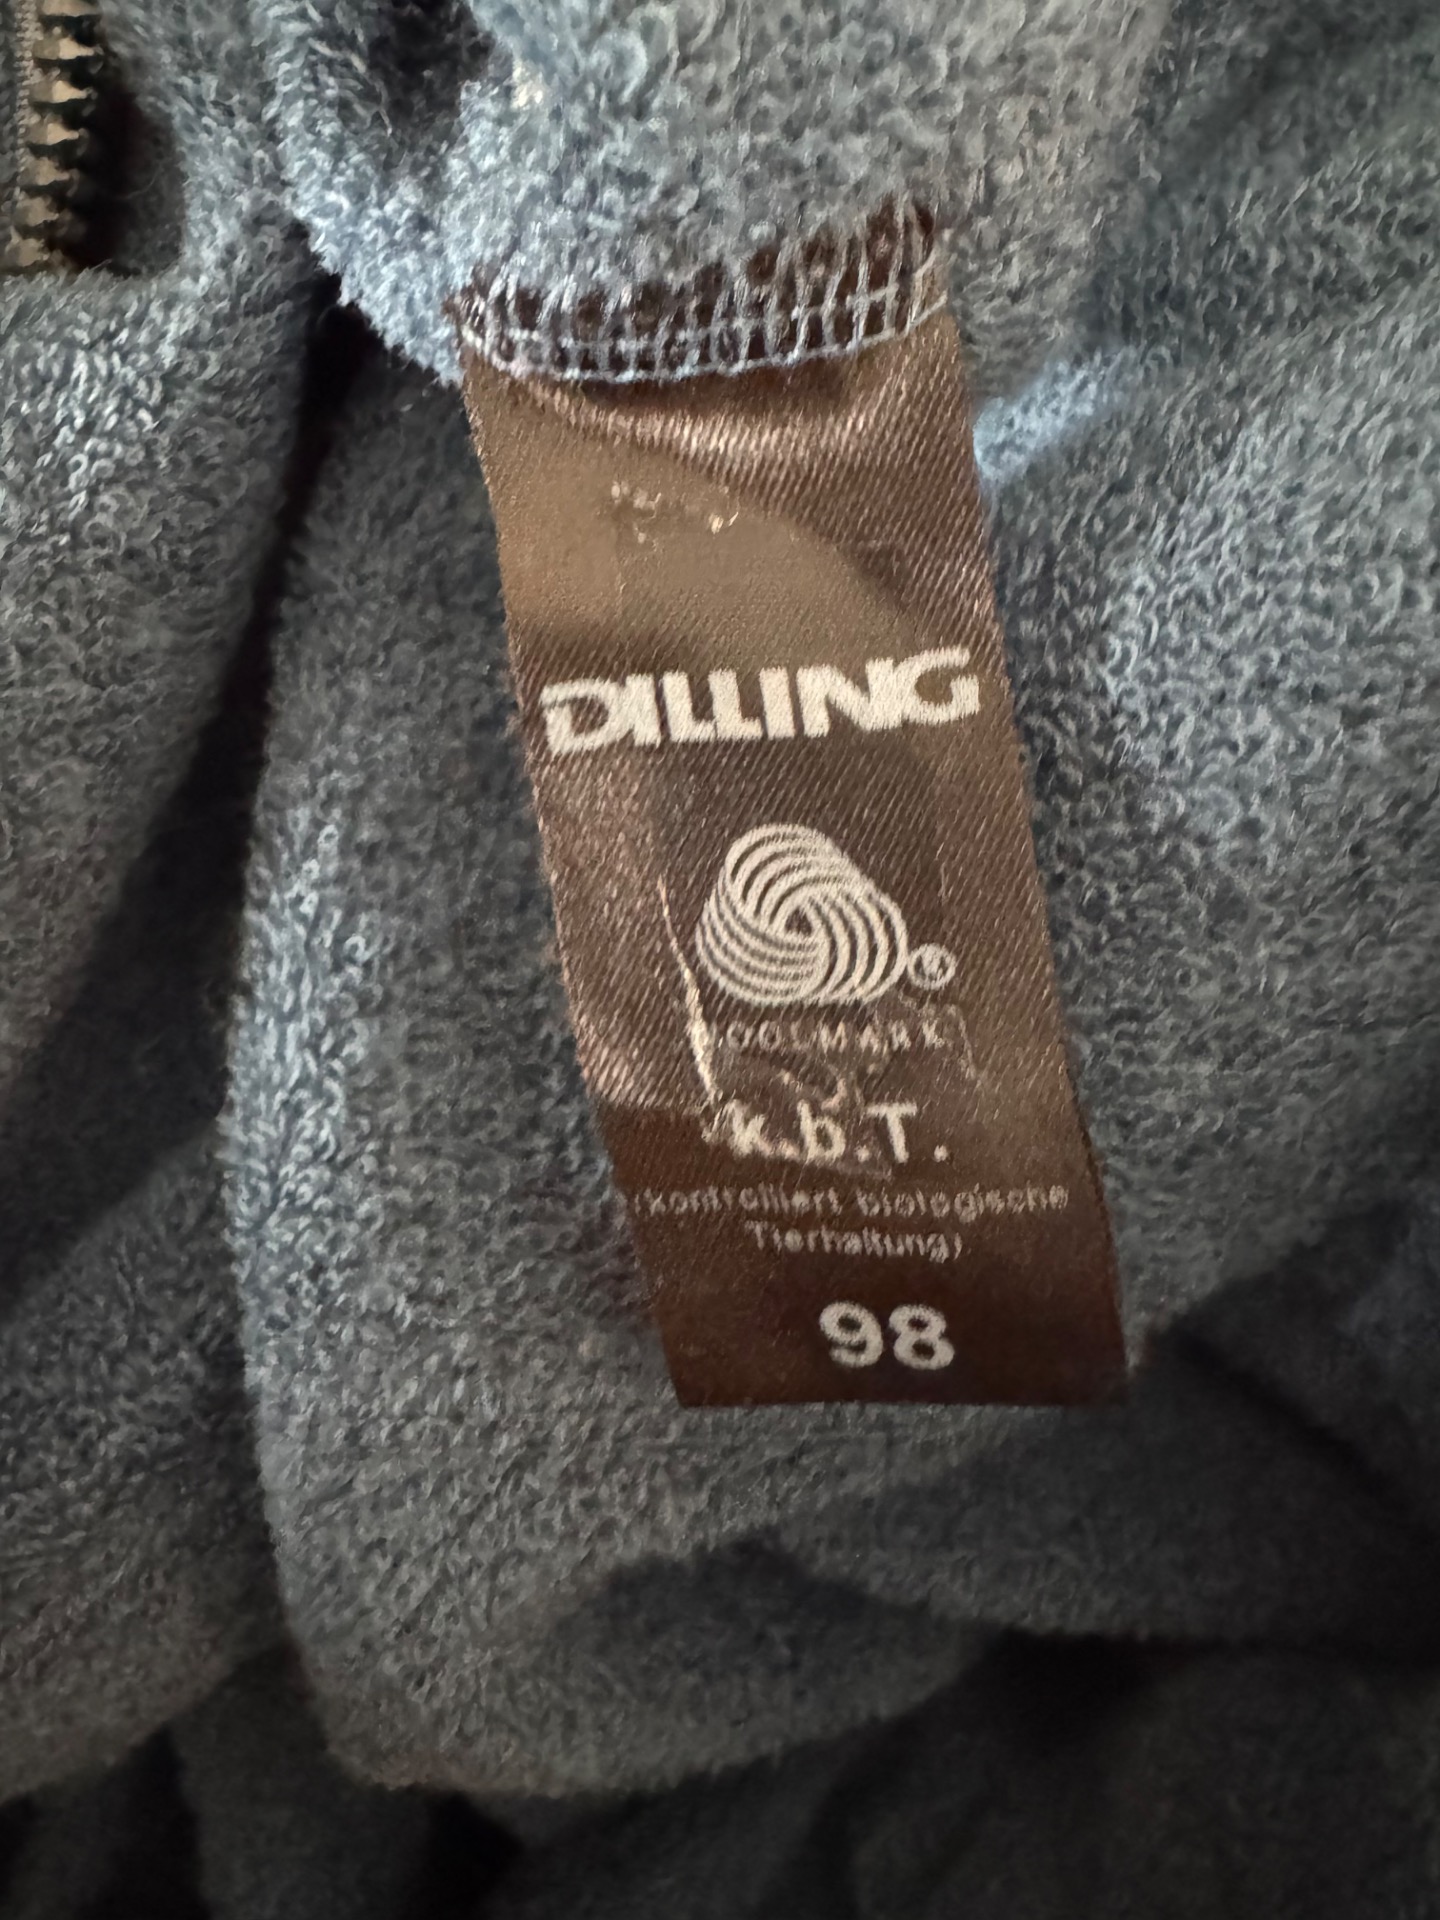 DILLING
®
WOOLMARK
k.b.T.
(kontrolliert biologische
Tierhaltung)
98